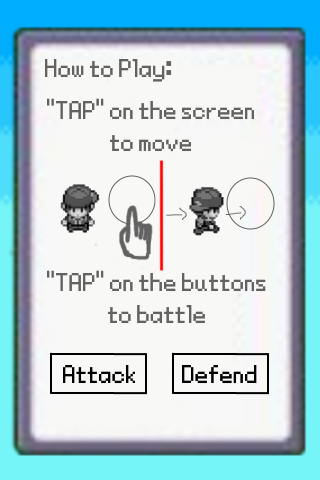 How to Play:
"TAP" on the screen
to move
"TAP" on the buttons
to battle
Attack
Defend